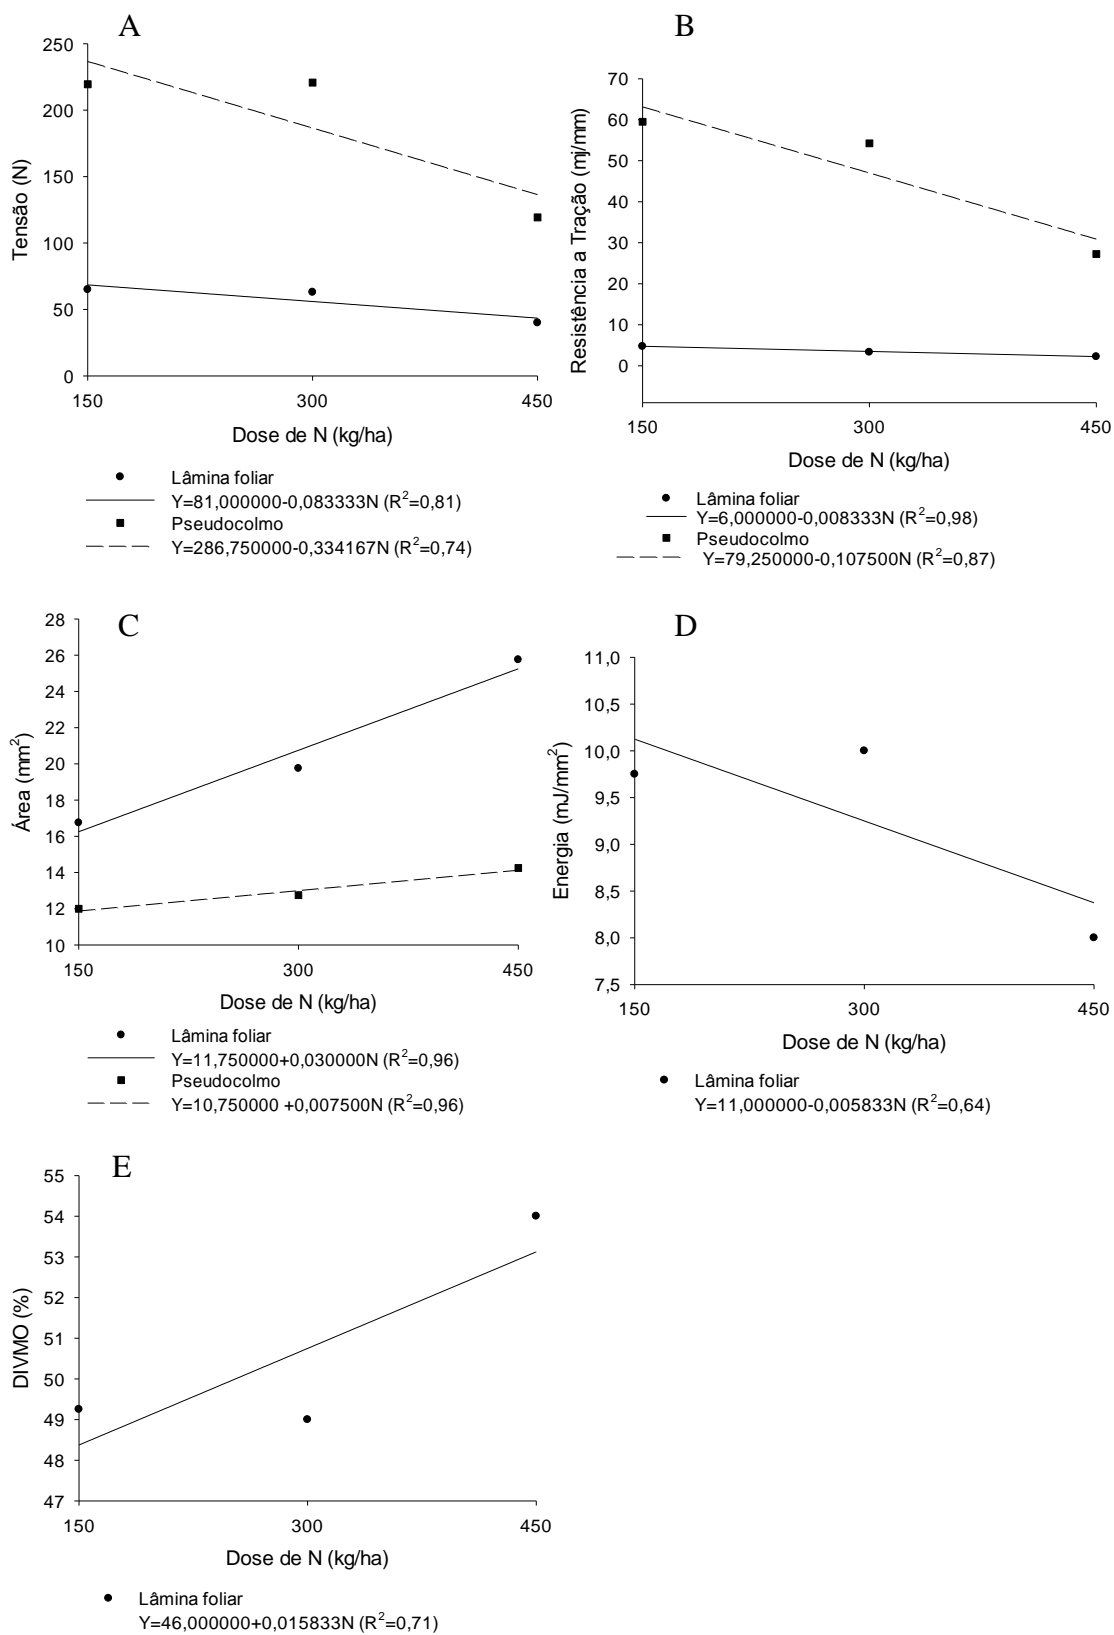 A
250
200
150
100
50
0
Tensão (N)
150 300 450
Dose de N (kg/ha)
Lâmina foliar
Y=81,000000-0,083333N (R²=0,81)
Pseudocolmo
Y=286,750000-0,334167N (R²=0,74)
B
70
60
50
40
30
20
10
0
Resistência a Tração (mj/mm)
150 300 450
Dose de N (kg/ha)
Lâmina foliar
Y=6,000000-0,008333N (R²=0,98)
Pseudocolmo
Y=79,250000-0,107500N (R²=0,87)
C
28
26
24
22
20
18
16
14
12
10
Área (mm²)
150 300 450
Dose de N (kg/ha)
Lâmina foliar
Y=11,750000+0,030000N (R²=0,96)
Pseudocolmo
Y=10,750000 +0,007500N (R²=0,96)
D
11,0
10,5
10,0
9,5
9,0
8,5
8,0
7,5
Energia (mJ/mm²)
150 300 450
Dose de N (kg/ha)
Lâmina foliar
Y=11,000000-0,005833N (R²=0,64)
E
55
54
53
52
51
50
49
48
47
DIVMO (%)
150 300 450
Dose de N (kg/ha)
Lâmina foliar
Y=46,000000+0,015833N (R²=0,71)